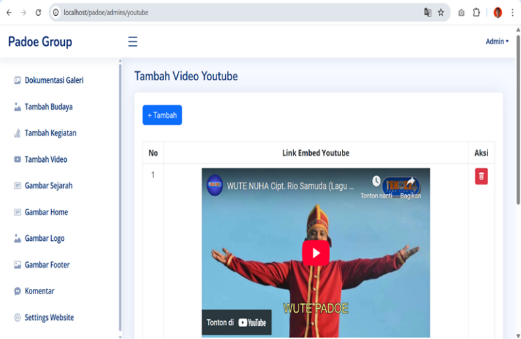 localhost/padoe/admins/youtube
Padoe Group
Admin
Dokumentasi Galeri
Tambah Budaya
Tambah Kegiatan
Tambah Video
Gambar Sejarah
Gambar Home
Gambar Logo
Gambar Footer
Komentar
Settings Website
Tambah Video Youtube
+ Tambah
No
Link Embed Youtube
Aksi
1
WUTE NUHA Cipt. Rio Samuda (Lagu ...
Tonton nanti
Bagikan
WUTE PADOE
Tonton di YouTube